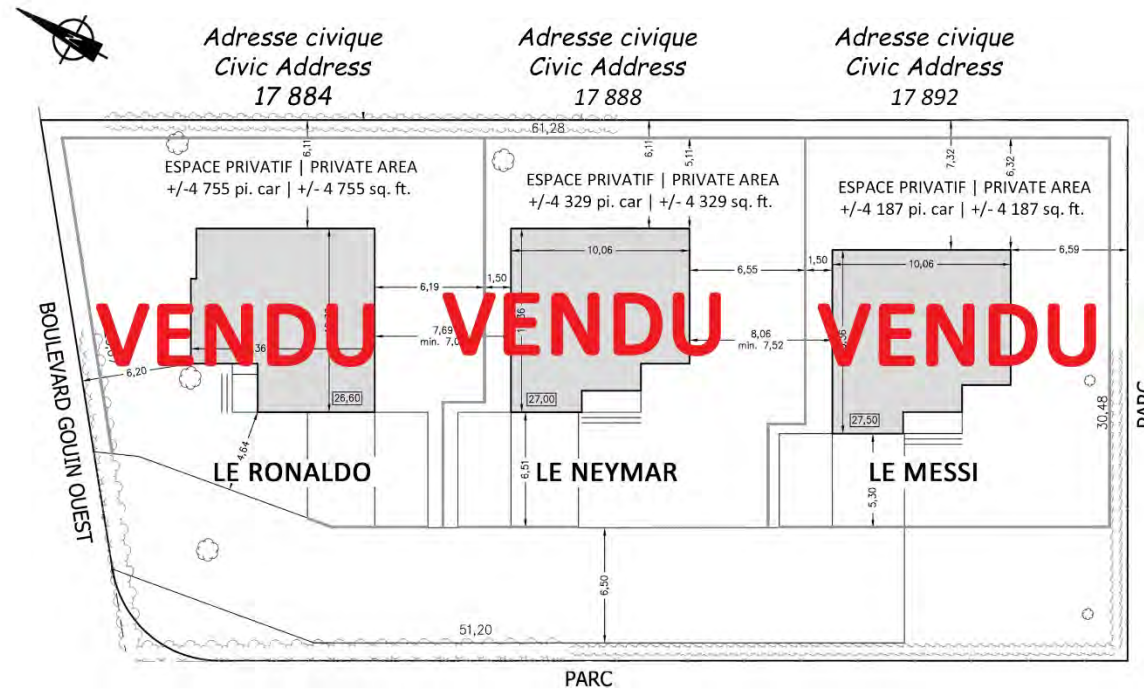 Adresse civique
Civic Address
17 884
Adresse civique
Civic Address
17 888
Adresse civique
Civic Address
17 892
61,28
6,11
6,11
5,11
7,32
6,32
ESPACE PRIVATIF | PRIVATE AREA
+/-4 755 pi. car | +/- 4 755 sq. ft.
ESPACE PRIVATIF | PRIVATE AREA
+/-4 329 pi. car | +/- 4 329 sq. ft.
ESPACE PRIVATIF | PRIVATE AREA
+/-4 187 pi. car | +/- 4 187 sq. ft.
10,06
6,59
1,50
10,06
6,55
1,50
6,19
VENDU
VENDU
VENDU
7,69
min.
8,06
min. 7,52
BOULEVARD GOUIN OUEST
6,20
26,60
27,00
27,50
30,48
PARC
4,64
LE RONALDO
6,51
LE NEYMAR
5,30
LE MESSI
6,50
51,20
PARC